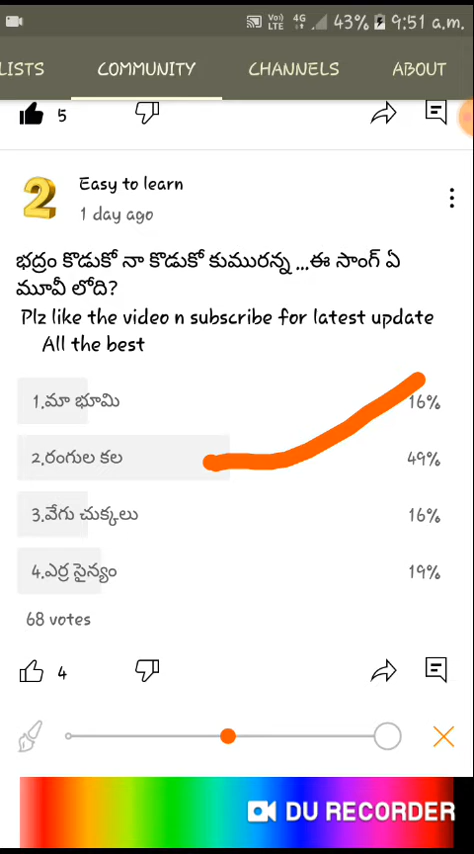 43% 9:51 a.m.
LISTS COMMUNITY CHANNELS ABOUT
5
Easy to learn
1 day ago
భద్రం కొడుకో నా కొడుకో కుమురన్న ...ఈ సాంగ్ ఏ
మూవీ లోది?
Plz like the video n subscribe for latest update
All the best
1.మా భూమి 16%
2.రంగుల కల 49%
3.వేగు చుక్కలు 16%
4.ఎర్ర సైన్యం 19%
68 votes
4
DU RECORDER